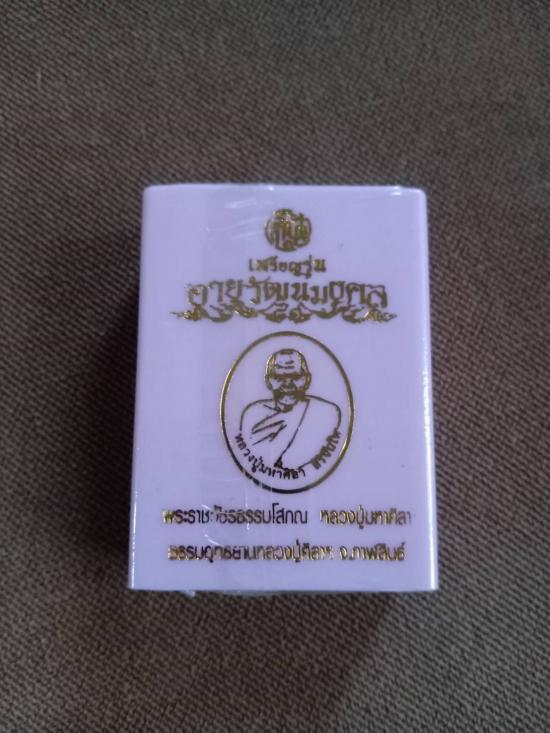 เหรียญรุ่น
อายุวัฒนมงคล
หลวงปู่มหาศิลา สิริจันโท
พระราชวัชรธรรมโสภณ หลวงปู่มหาศิลา
ธรรมอุทยานหลวงปู่ศิลาฯ จ.กาฬสินธุ์